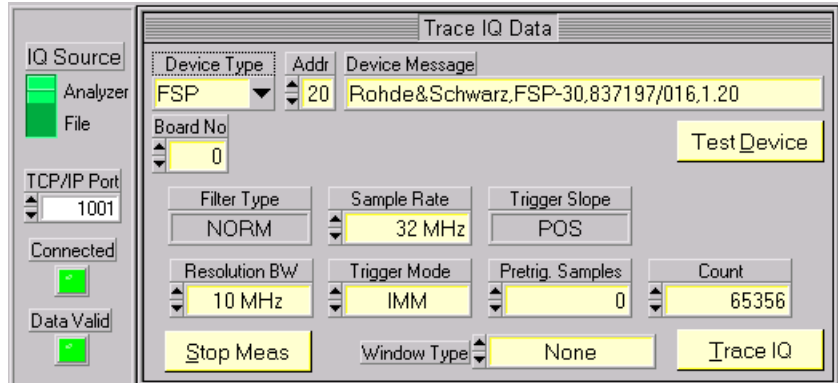 Trace IQ Data
IQ Source
Analyzer
File
TCP/IP Port
1001
Connected
Data Valid
Device Type Addr Device Message
FSP 20 Rohde&Schwarz,FSP-30,837197/016,1.20
Board No
0
Test Device
Filter Type Sample Rate Trigger Slope
NORM 32 MHz POS
Resolution BW Trigger Mode Pretrig. Samples Count
10 MHz IMM 0 65356
Stop Meas Window Type None Trace IQ